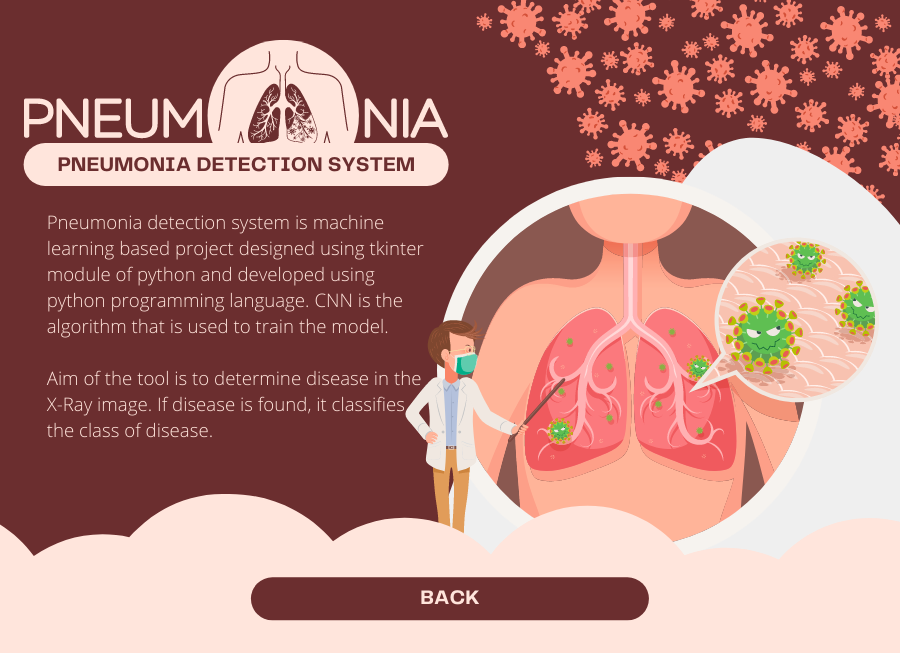 PNEUM NIA
PNEUMONIA DETECTION SYSTEM
Pneumonia detection system is machine
learning based project designed using tkinter
module of python and developed using
python programming language. CNN is the
algorithm that is used to train the model.
Aim of the tool is to determine disease in the
X-Ray image. If disease is found, it classifies
the class of disease.
BACK